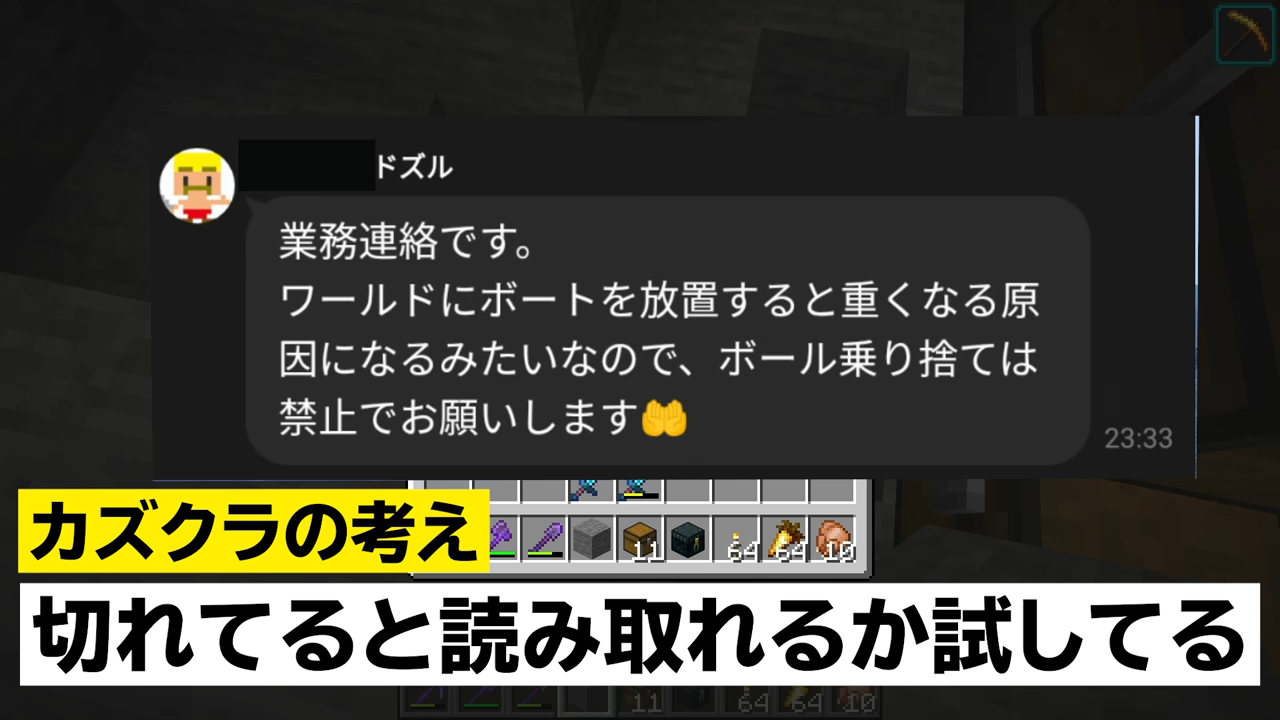 ドズル
業務連絡です。
ワールドにボートを放置すると重くなる原
因になるみたいなので、ボール乗り捨ては
禁止でお願いします🤲
23:33
カズクラの考え
11
64
64
10
切れてると読み取れるか試してる
11
64
64
10